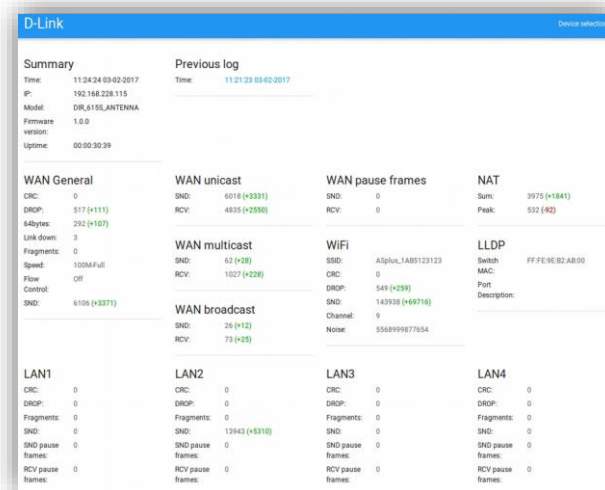 D-Link
Device selection
Summary
Time: 11:24:24 03-02-2017
IP: 192.168.228.115
Model: DIR_615S_ANTENNA
Firmware version: 1.0.0
Uptime: 00:00:30:39
Previous log
Time: 11:21:23 03-02-2017
WAN General
CRC: 0
DROP: 517 (+111)
64bytes: 292 (+107)
Link down: 3
Fragments: 0
Speed: 100M-Full
Flow Control: Off
SND: 6106 (+3371)
WAN unicast
SND: 6018 (+3331)
RCV: 4835 (+2550)
WAN multicast
SND: 62 (+28)
RCV: 1027 (+228)
WAN broadcast
SND: 26 (+12)
RCV: 73 (+25)
WAN pause frames
SND: 0
RCV: 0
WiFi
SSID: ASplus_1AB5123123
CRC: 0
DROP: 549 (+259)
SND: 143938 (+69716)
Channel: 9
Noise: 5568999877654
NAT
Sum: 3975 (+1841)
Peak: 532 (-92)
LLDP
Switch MAC: FF:FE:9E:B2:AB:00
Port Description:
LAN1
CRC: 0
DROP: 0
Fragments: 0
SND: 0
SND pause frames: 0
RCV pause frames: 0
LAN2
CRC: 0
DROP: 0
Fragments: 0
SND: 13943 (+5310)
SND pause frames: 0
RCV pause frames: 0
LAN3
CRC: 0
DROP: 0
Fragments: 0
SND: 0
SND pause frames: 0
RCV pause frames: 0
LAN4
CRC: 0
DROP: 0
Fragments: 0
SND: 0
SND pause frames: 0
RCV pause frames: 0